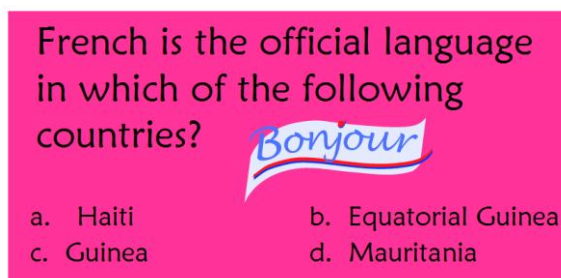 French is the official language
in which of the following
countries?
Bonjour
a. Haiti
b. Equatorial Guinea
c. Guinea
d. Mauritania